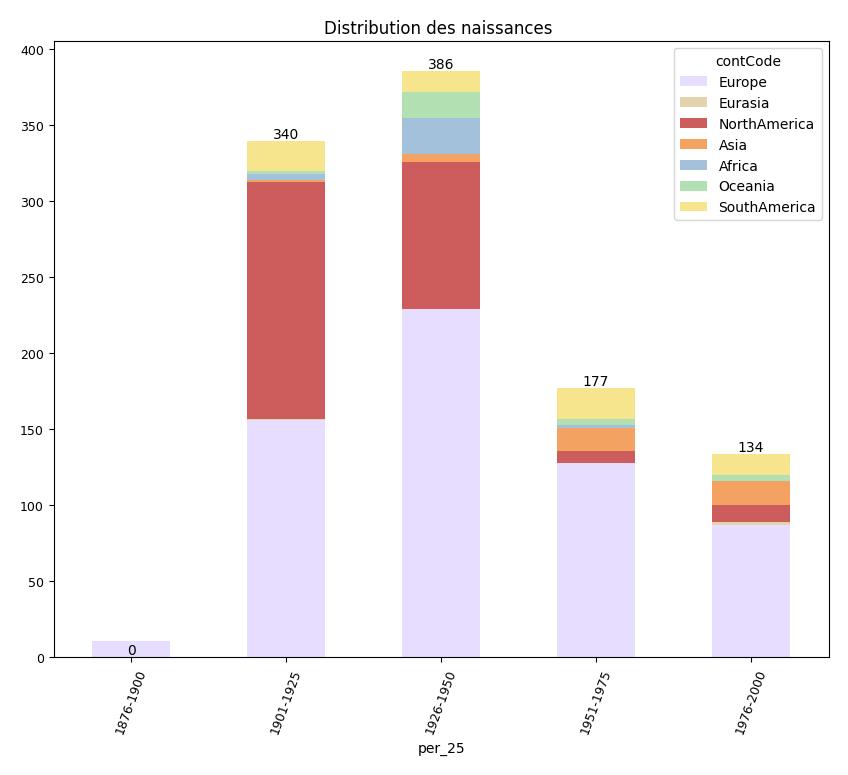 Distribution des naissances
400
350
300
250
200
150
100
50
0
0
340
386
177
134
contCode
Europe
Eurasia
NorthAmerica
Asia
Africa
Oceania
SouthAmerica
1876-1900
1901-1925
1926-1950
1951-1975
1976-2000
per_25